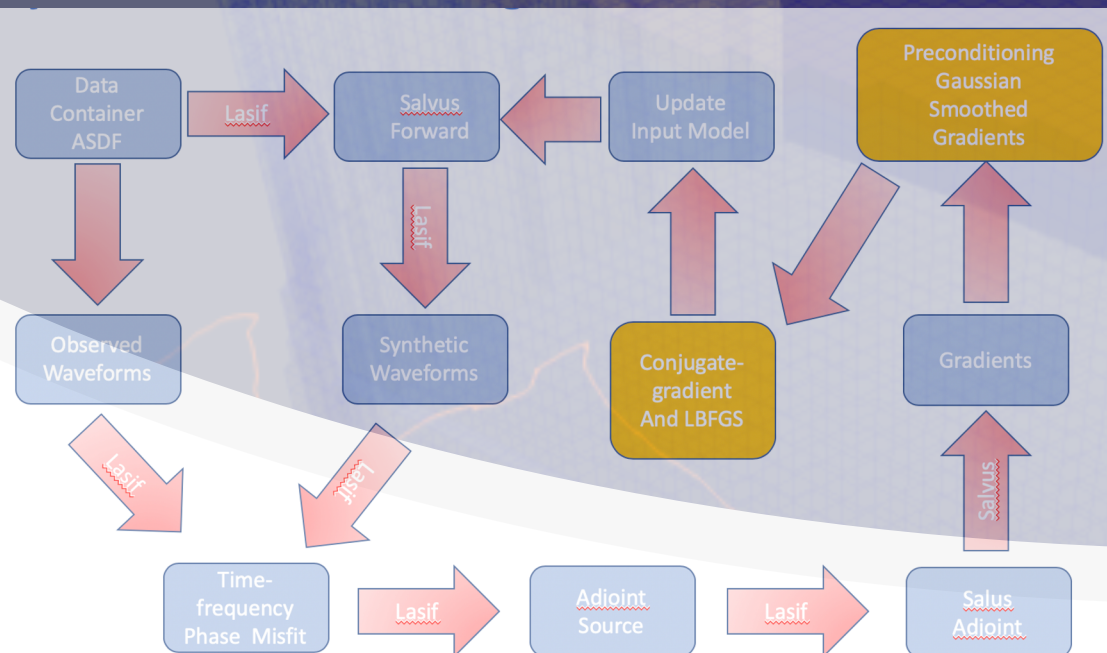 Data
Container
ASDF
Lasif
Salvus
Forward
Update
Input Model
Preconditioning
Gaussian
Smoothed
Gradients
Lasif
Observed
Waveforms
Synthetic
Waveforms
Conjugate-
gradient
And LBFGS
Gradients
Lasif
Lasif
Salvus
Time-
frequency
Phase Misfit
Lasif
Adioint
Source
Lasif
Salus
Adioint